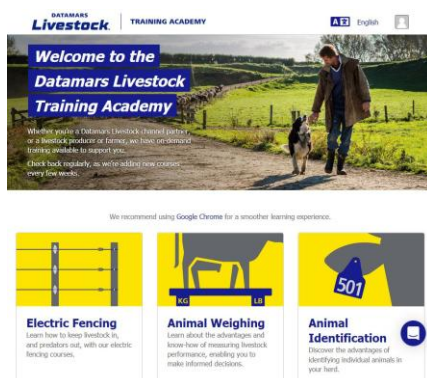 DATAMARS
Livestock
TRAINING ACADEMY
English
Welcome to the
Datamars Livestock
Training Academy
Whether you're a Datamars Livestock channel partner,
or a livestock producer or farmer, we have on-demand
training available to support you.
Check back regularly, as we're adding new courses
every few weeks.
We recommend using Google Chrome for a smoother learning experience.
KG
LB
501
Electric Fencing
Learn how to keep livestock in,
and predators out, with our electric
fencing courses.
Animal Weighing
Learn about the advantages and
know-how of measuring livestock
performance, enabling you to
make informed decisions.
Animal
Identification
Discover the advantages of
identifying individual animals in
your herd.